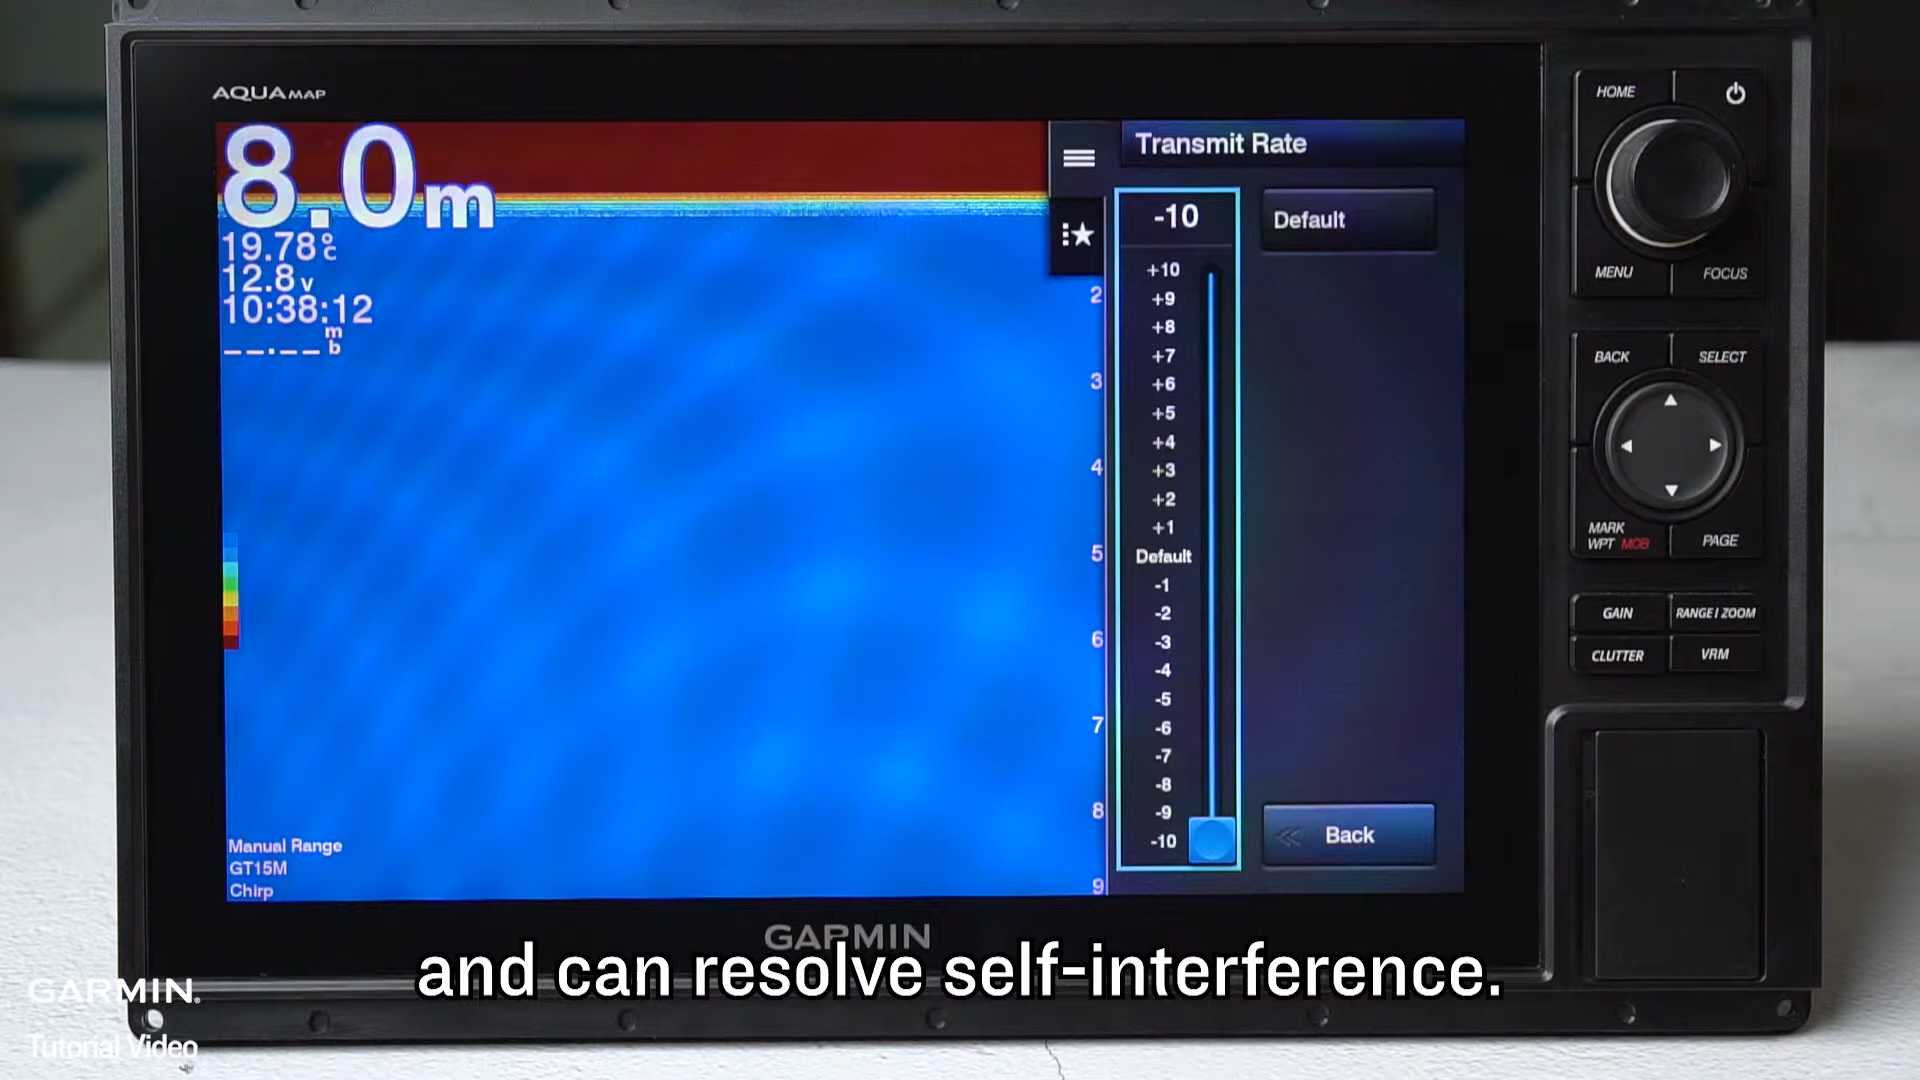 AQUAMAP
8.0m
19.78°C
12.8v
10:38:12
__.__mb
2
3
4
5
6
7
8
9
Manual Range
GT15M
Chirp
Transmit Rate
-10
+10
+9
+8
+7
+6
+5
+4
+3
+2
+1
Default
-1
-2
-3
-4
-5
-6
-7
-8
-9
-10
Default
Back
HOME
MENU
FOCUS
BACK
SELECT
MARK
WPT MOB
PAGE
GAIN
RANGE / ZOOM
CLUTTER
VRM
GARMIN
and can resolve self-interference.
GARMIN.
Tutorial Video